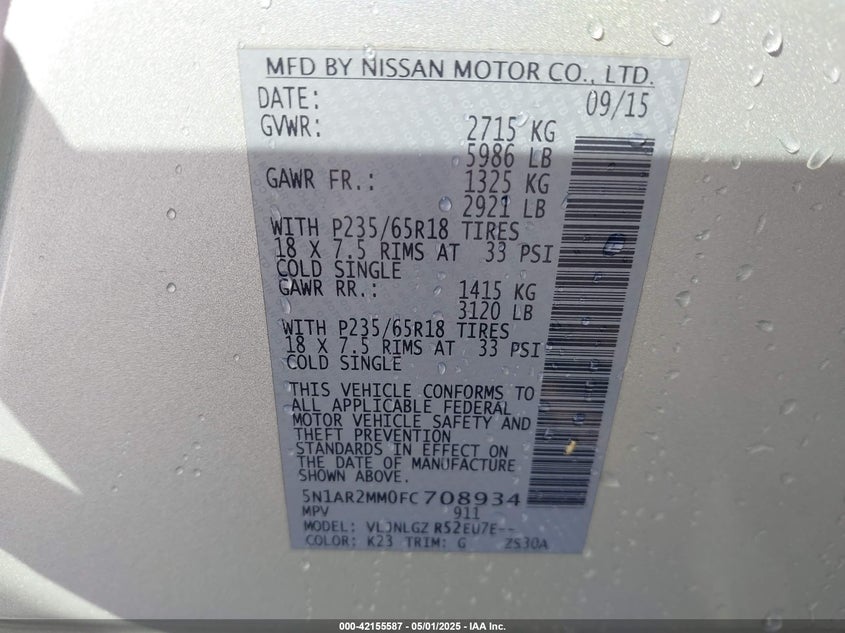 MFD BY NISSAN MOTOR CO., LTD.
DATE: 09/15
GVWR: 2715 KG
5986 LB
GAWR FR.: 1325 KG
2921 LB
WITH P235/65R18 TIRES
18 X 7.5 RIMS AT 33 PSI
COLD SINGLE
GAWR RR.: 1415 KG
3120 LB
WITH P235/65R18 TIRES
18 X 7.5 RIMS AT 33 PSI
COLD SINGLE
THIS VEHICLE CONFORMS TO
ALL APPLICABLE FEDERAL
MOTOR VEHICLE SAFETY AND
THEFT PREVENTION
STANDARDS IN EFFECT ON
THE DATE OF MANUFACTURE
SHOWN ABOVE.
5N1AR2MM0FC708934
MPV 911
MODEL: R52EU7E--
COLOR: K23 TRIM: G ZS30A
000-42155587 - 05/01/2025 - IAA Inc.